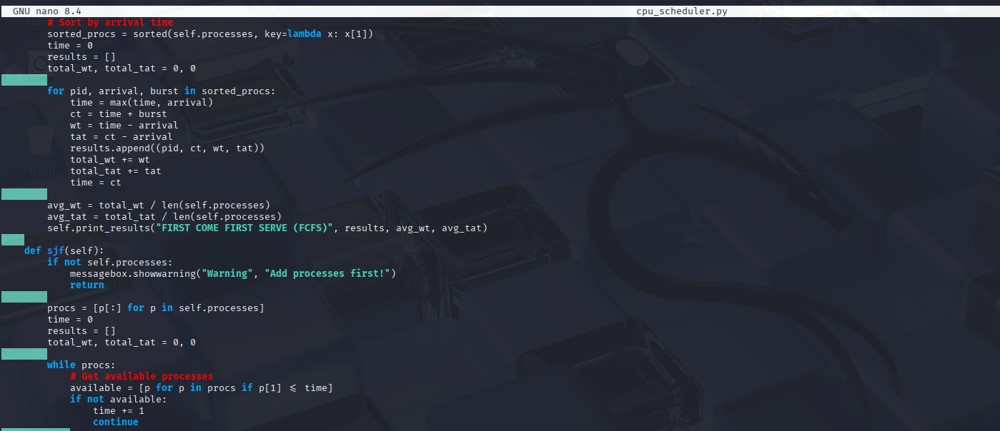 GNU nano 8.4 cpu_scheduler.py
# Sort by arrival time
sorted_procs = sorted(self.processes, key=lambda x: x[1])
time = 0
results = []
total_wt, total_tat = 0, 0
for pid, arrival, burst in sorted_procs:
time = max(time, arrival)
ct = time + burst
wt = time - arrival
tat = ct - arrival
results.append((pid, ct, wt, tat))
total_wt += wt
total_tat += tat
Trash
time = ct
avg_wt = total_wt / len(self.processes)
avg_tat = total_tat / len(self.processes)
self.print_results("FIRST COME FIRST SERVE (FCFS)", results, avg_wt, avg_tat)
def sjf(self):
if not self.processes:
messagebox.showwarning("Warning", "Add processes first!")
return
procs = [p[:] for p in self.processes]
time = 0
results = []
total_wt, total_tat = 0, 0
while procs:
# Get available processes
available = [p for p in procs if p[1] <= time]
if not available:
time += 1
continue